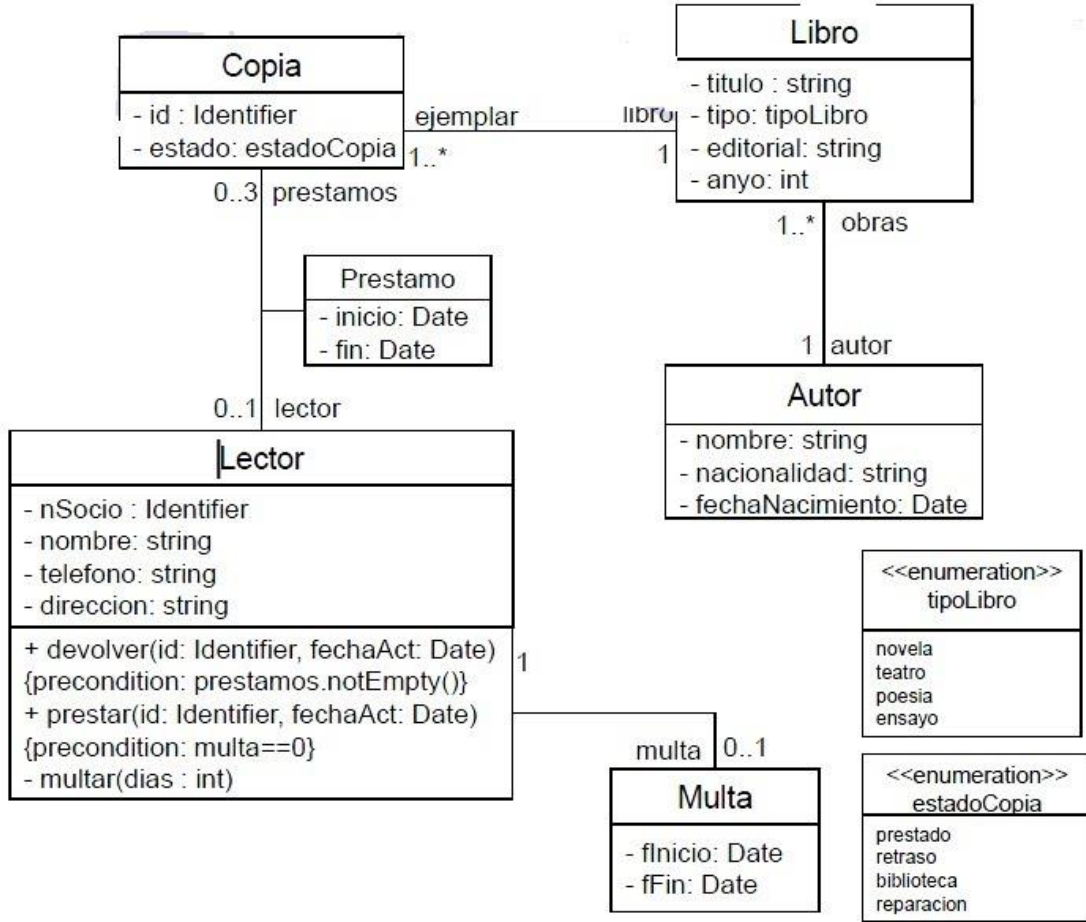 Copia
- id : Identifier
- estado: estadoCopia
ejemplar
1..*
libro
1
Libro
- titulo : string
- tipo: tipoLibro
- editorial: string
- anyo: int
0..3 prestamos
1..* obras
Prestamo
- inicio: Date
- fin: Date
1 autor
Autor
- nombre: string
- nacionalidad: string
- fechaNacimiento: Date
0..1 lector
Lector
- nSocio : Identifier
- nombre: string
- telefono: string
- direccion: string
+ devolver(id: Identifier, fechaAct: Date)
{precondition: prestamos.notEmpty()}
+ prestar(id: Identifier, fechaAct: Date)
{precondition: multa==0}
- multar(dias : int)
1
multa 0..1
Multa
- fInicio: Date
- fFin: Date
<<enumeration>>
tipoLibro
novela
teatro
poesia
ensayo
<<enumeration>>
estadoCopia
prestado
retraso
biblioteca
reparacion